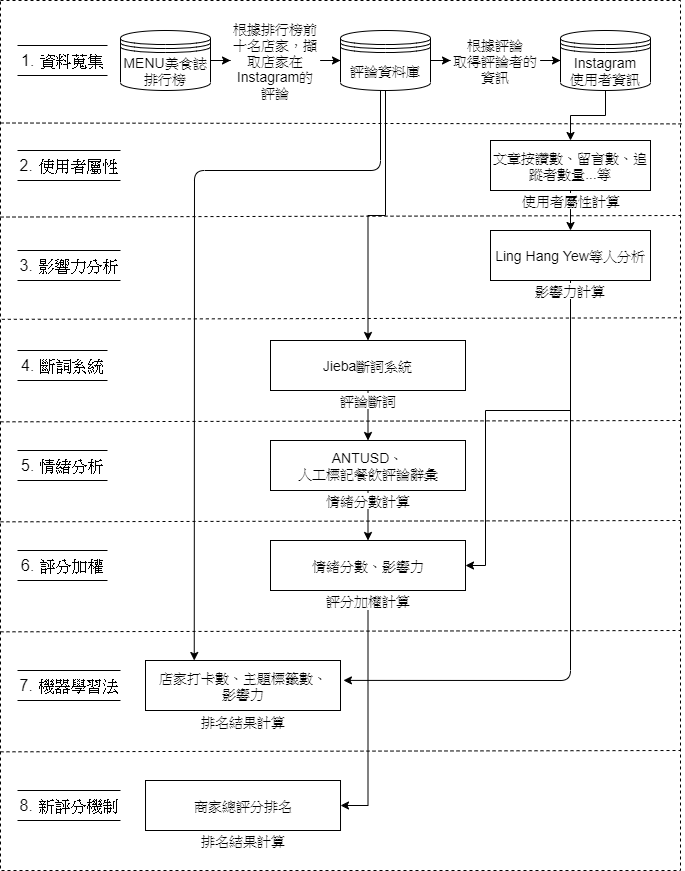 1. 資料蒐集
MENU美食誌
排行榜
根據排行榜前
十名店家，擷
取店家在
Instagram的
評論
評論資料庫
根據評論
取得評論者的
資訊
Instagram
使用者資訊
2. 使用者屬性
文章按讚數、留言數、追
蹤者數量...等
使用者屬性計算
3. 影響力分析
Ling Hang Yew等人分析
影響力計算
4. 斷詞系統
Jieba斷詞系統
評論斷詞
5. 情緒分析
ANTUSD、
人工標記餐飲評論辭彙
情緒分數計算
6. 評分加權
情緒分數、影響力
評分加權計算
7. 機器學習法
店家打卡數、主題標籤數、
影響力
排名結果計算
8. 新評分機制
商家總評分排名
排名結果計算